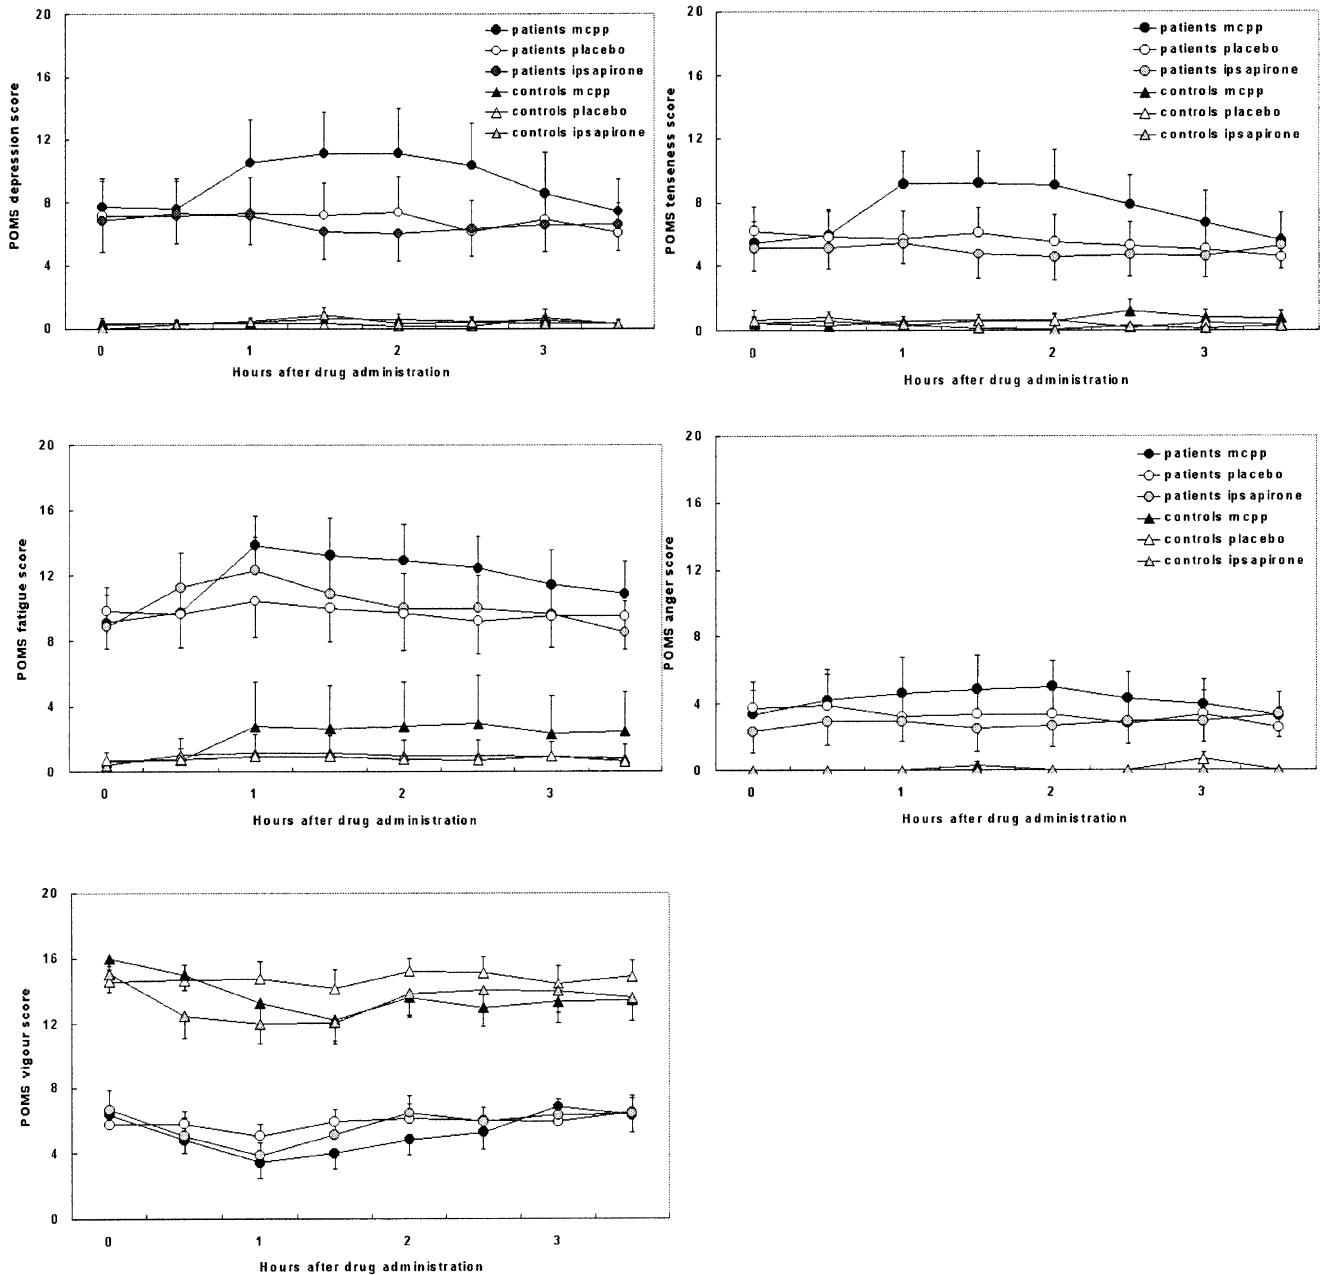 POMS depression score
20
16
12
8
4
0
0 1 2 3
Hours after drug administration
patients mcpp
patients placebo
patients ipsapirone
controls mcpp
controls placebo
controls ipsapirone
POMS tenseness score
20
16
12
8
4
0
0 1 2 3
Hours after drug administration
patients mcpp
patients placebo
patients ipsapirone
controls mcpp
controls placebo
controls ipsapirone
POMS fatigue score
20
16
12
8
4
0
0 1 2 3
Hours after drug administration
POMS anger score
20
16
12
8
4
0
0 1 2 3
Hours after drug administration
patients mcpp
patients placebo
patients ipsapirone
controls mcpp
controls placebo
controls ipsapirone
POMS vigour score
20
16
12
8
4
0
0 1 2 3
Hours after drug administration